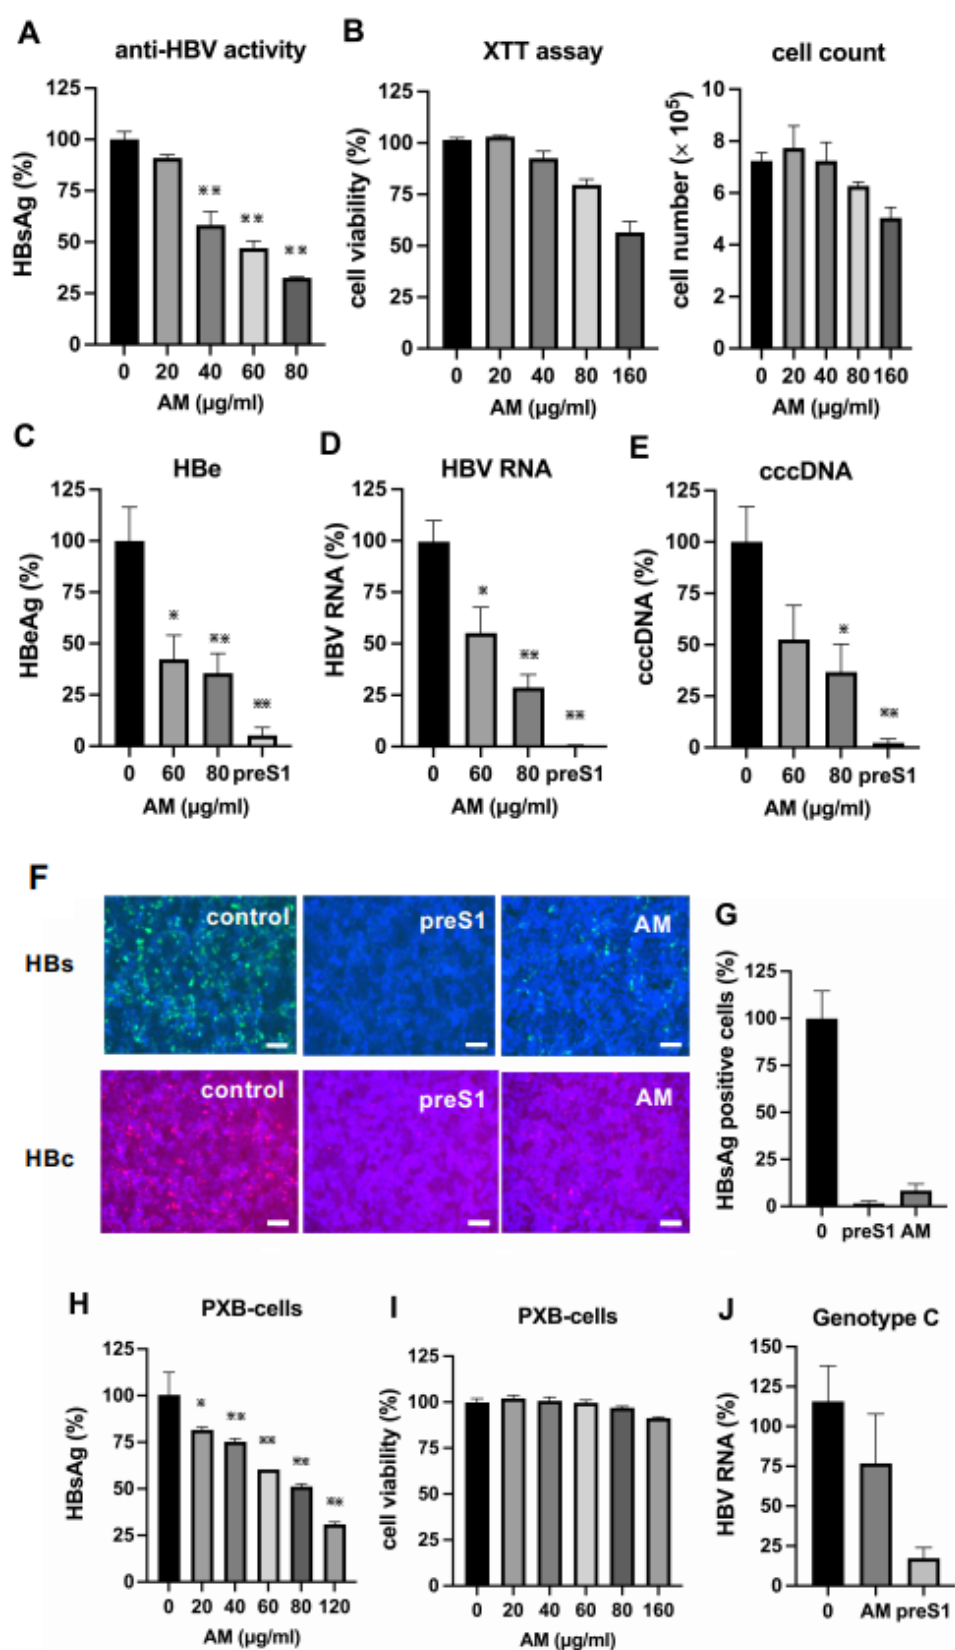 A
anti-HBV activity
HBsAg (%)
125
100
75
50
25
0
** ** **
0 20 40 60 80
AM (µg/ml)
B
XTT assay
cell viability (%)
125
100
75
50
25
0
0 20 40 80 160
AM (µg/ml)
cell count
cell number (× 10⁵)
10
8
6
4
2
0
0 20 40 80 160
AM (µg/ml)
C
HBe
HBeAg (%)
125
100
75
50
25
0
* ** **
0 60 80 preS1
AM (µg/ml)
D
HBV RNA
HBV RNA (%)
125
100
75
50
25
0
* ** **
0 60 80 preS1
AM (µg/ml)
E
cccDNA
cccDNA (%)
125
100
75
50
25
0
* **
0 60 80 preS1
AM (µg/ml)
F
HBs
control preS1 AM
HBc
control preS1 AM
G
HBsAg positive cells (%)
125
100
75
50
25
0
0 preS1 AM
H
PXB-cells
HBsAg (%)
125
100
75
50
25
0
* ** ** ** **
0 20 40 60 80 120
AM (µg/ml)
I
PXB-cells
cell viability (%)
125
100
75
50
25
0
0 20 40 60 80 160
AM (µg/ml)
J
Genotype C
HBV RNA (%)
150
125
100
75
50
25
0
0 AM preS1